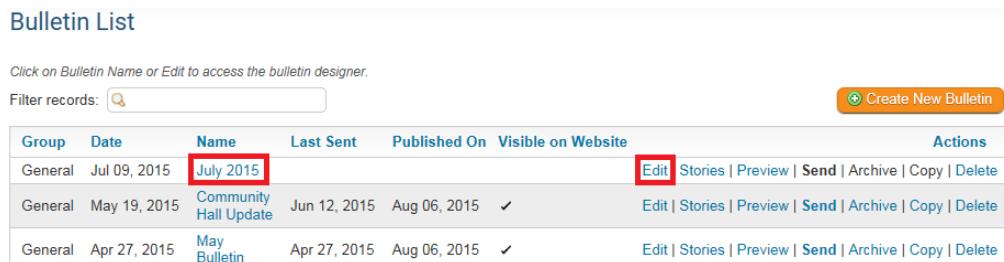 Bulletin List
Click on Bulletin Name or Edit to access the bulletin designer.
Filter records:
Create New Bulletin
Group Date Name Last Sent Published On Visible on Website Actions
General Jul 09, 2015 July 2015 Edit | Stories | Preview | Send | Archive | Copy | Delete
General May 19, 2015 Community Hall Update Jun 12, 2015 Aug 06, 2015 ✓ Edit | Stories | Preview | Send | Archive | Copy | Delete
General Apr 27, 2015 May Bulletin Apr 27, 2015 Aug 06, 2015 ✓ Edit | Stories | Preview | Send | Archive | Copy | Delete